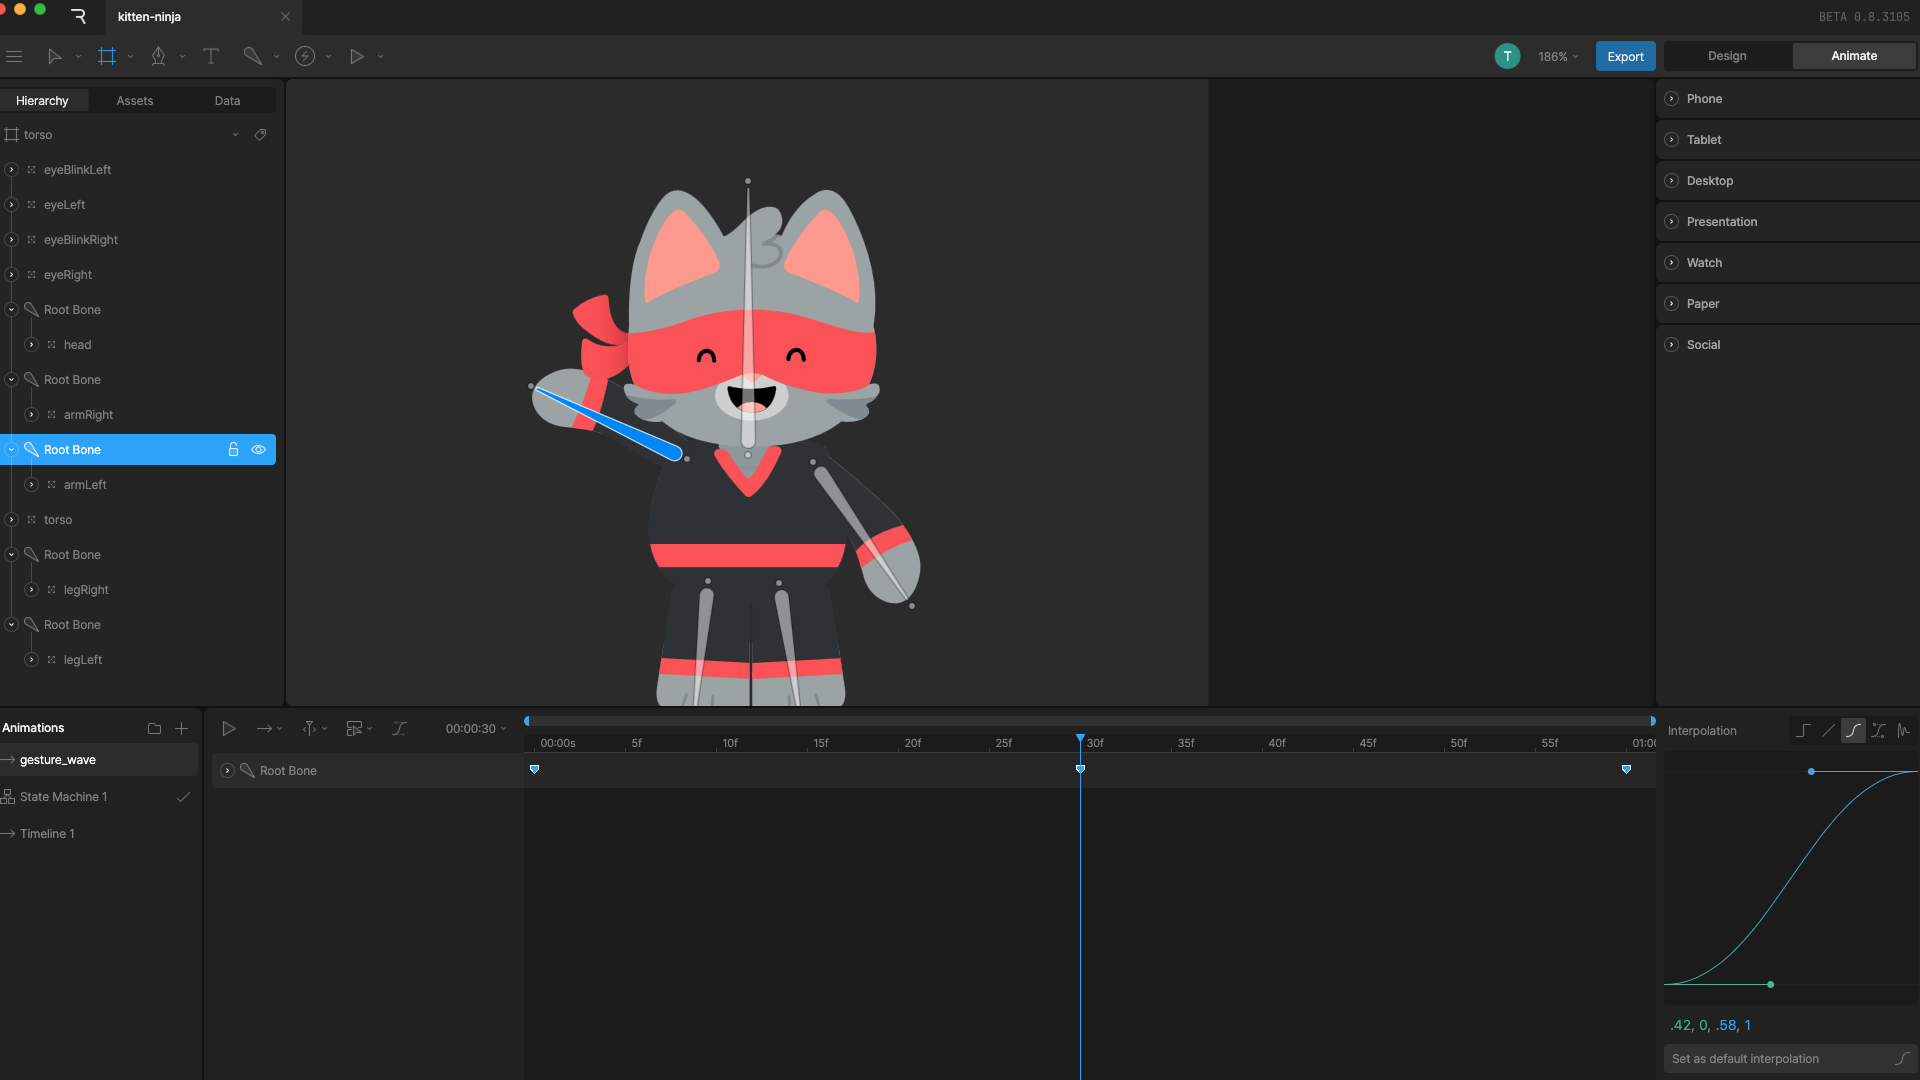 kitten-ninja
BETA 0.8.3105
T
186%
Export
Design
Animate
Hierarchy
Assets
Data
torso
eyeBlinkLeft
eyeLeft
eyeBlinkRight
eyeRight
Root Bone
head
Root Bone
armRight
Root Bone
armLeft
torso
Root Bone
legRight
Root Bone
legLeft
Phone
Tablet
Desktop
Presentation
Watch
Paper
Social
Animations
gesture_wave
State Machine 1
Timeline 1
00:00:30
00:00s 5f 10f 15f 20f 25f 30f 35f 40f 45f 50f 55f 01:00
Root Bone
Interpolation
.42, 0, .58, 1
Set as default interpolation